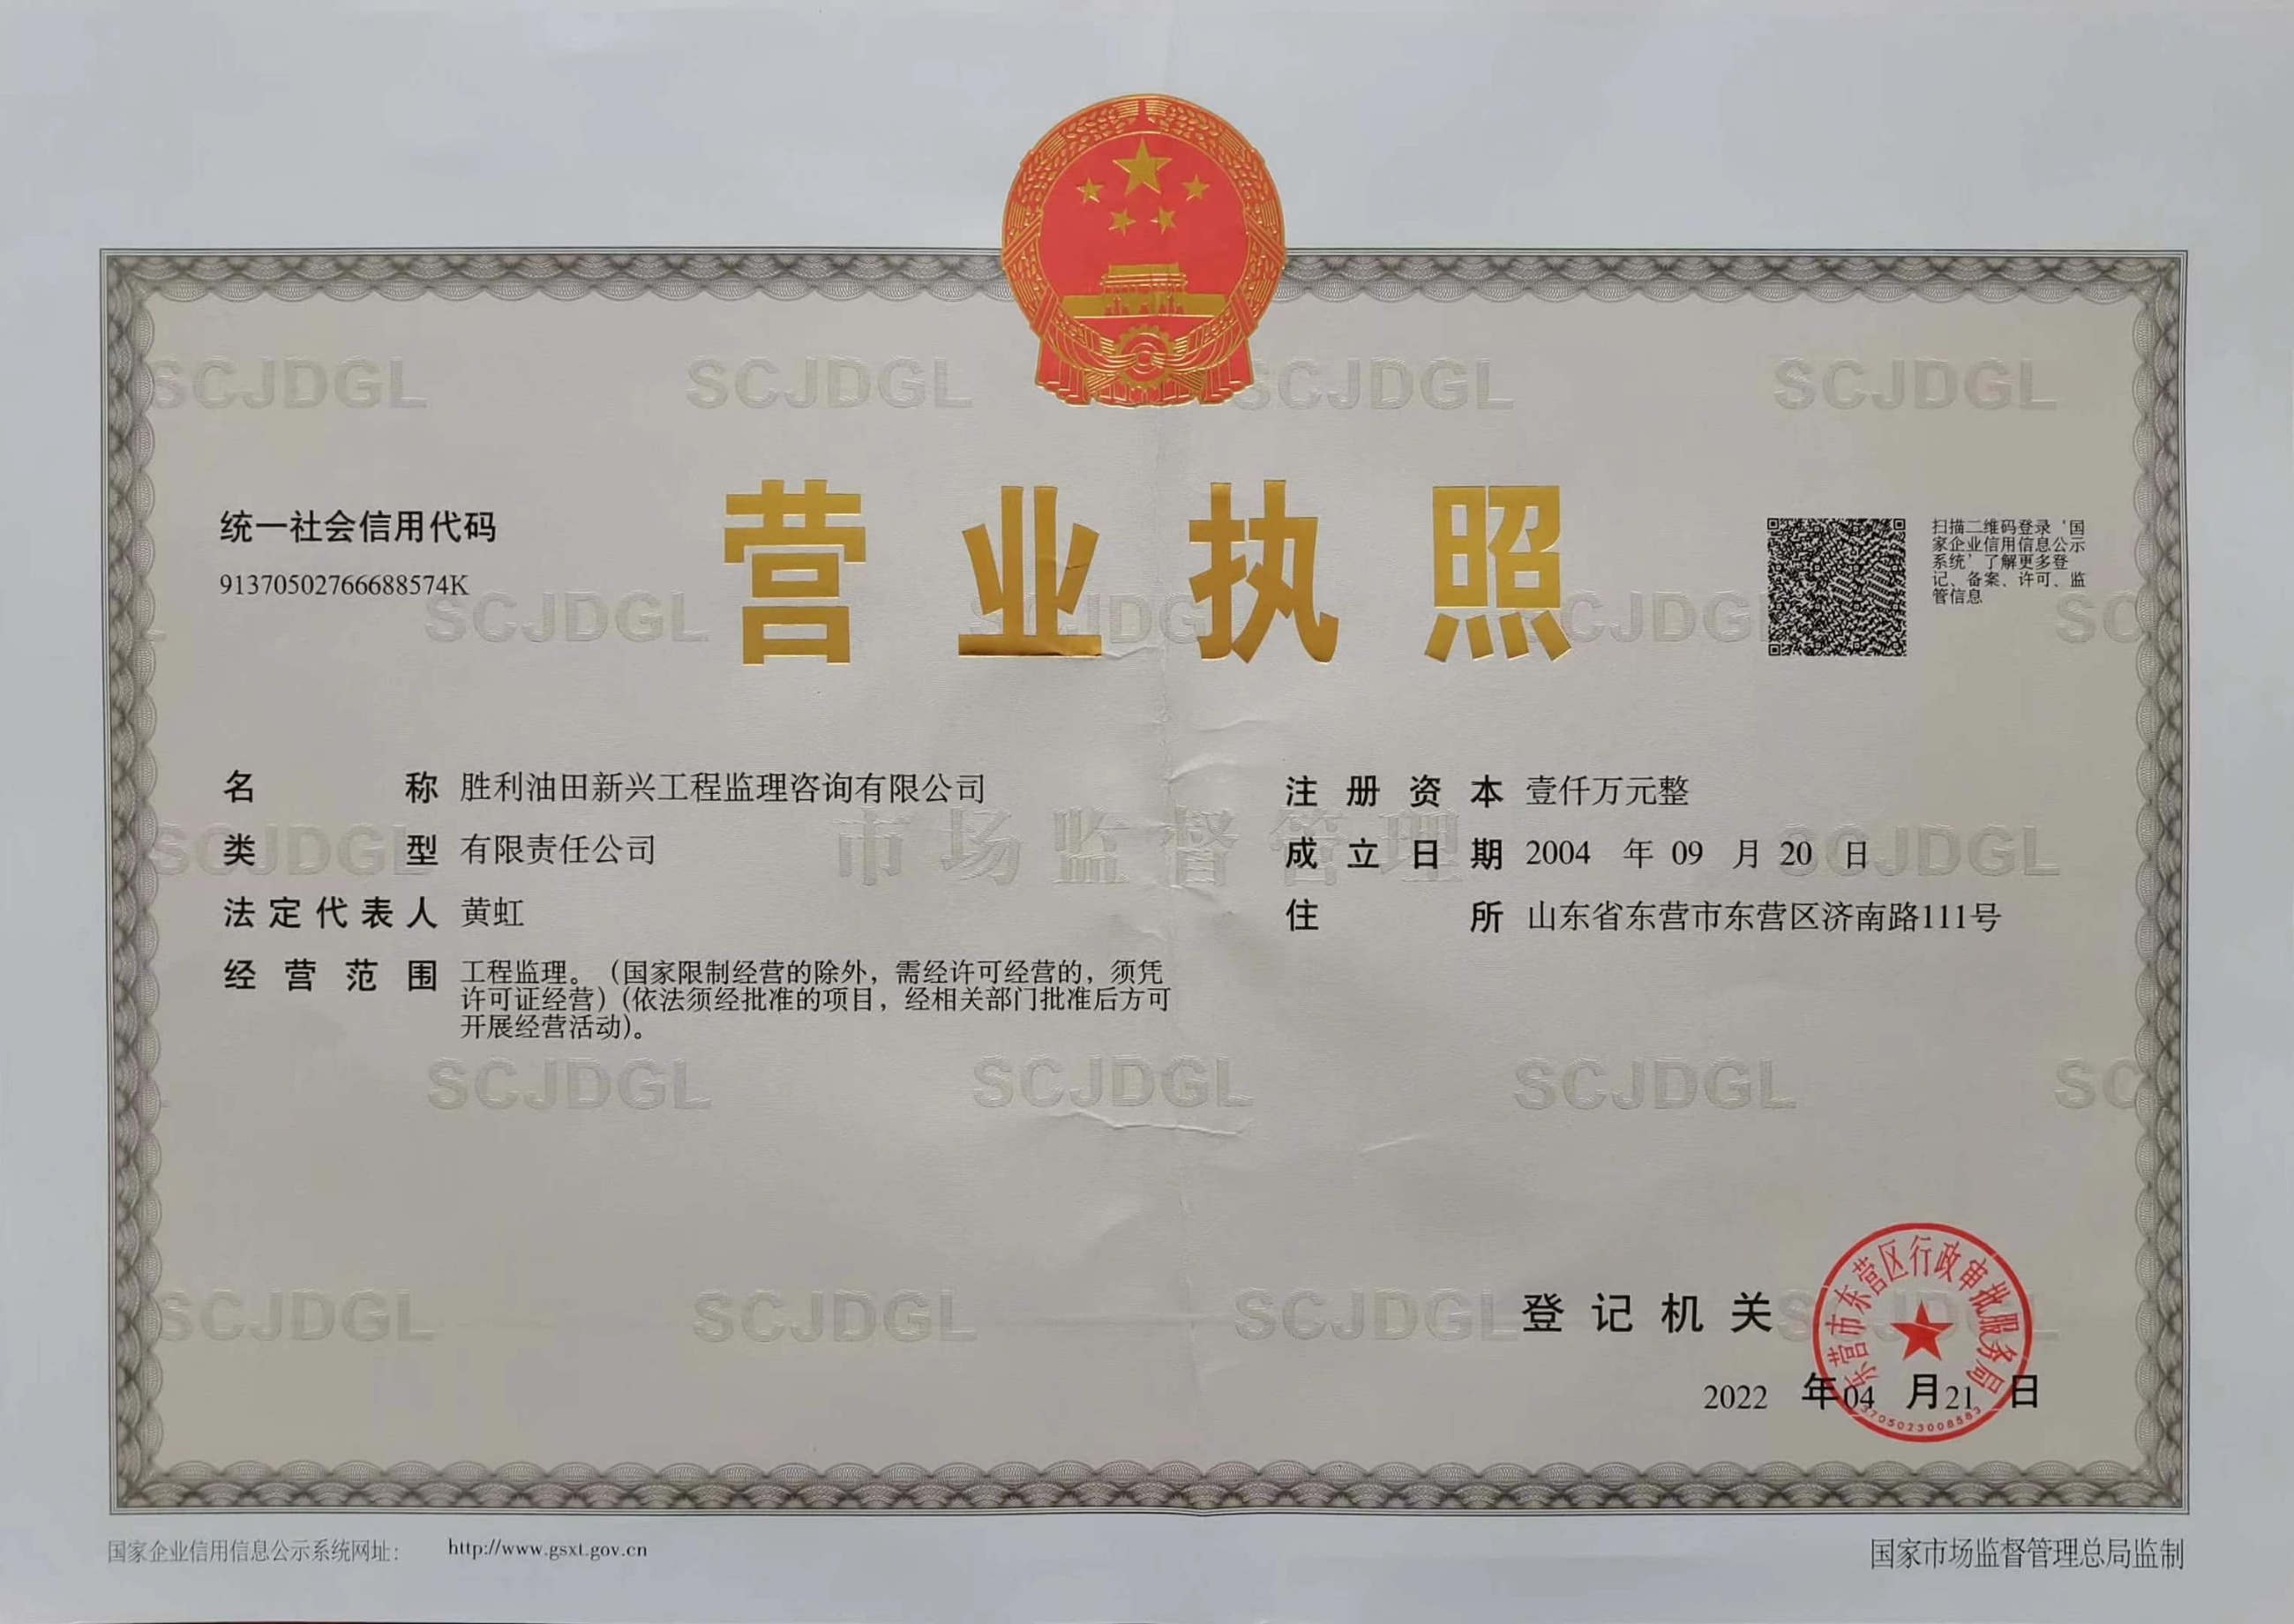 营业执照
统一社会信用代码
91370502766688574K
扫描二维码登录‘国
家企业信用信息公示
系统’了解更多登
记、备案、许可、监
管信息
名 称 胜利油田新兴工程监理咨询有限公司
类 型 有限责任公司
法定代表人 黄虹
经营范围 工程监理。（国家限制经营的除外，需经许可经营的，须凭
许可证经营）（依法须经批准的项目，经相关部门批准后方可
开展经营活动）。
注册资本 壹仟万元整
成立日期 2004 年 09 月 20 日
住 所 山东省东营市东营区济南路111号
市场监督管理
SCJDGL
登记机关
东营市东营区行政审批服务局
3705023008583
2022 年 04 月 21 日
国家企业信用信息公示系统网址： http://www.gsxt.gov.cn
国家市场监督管理总局监制